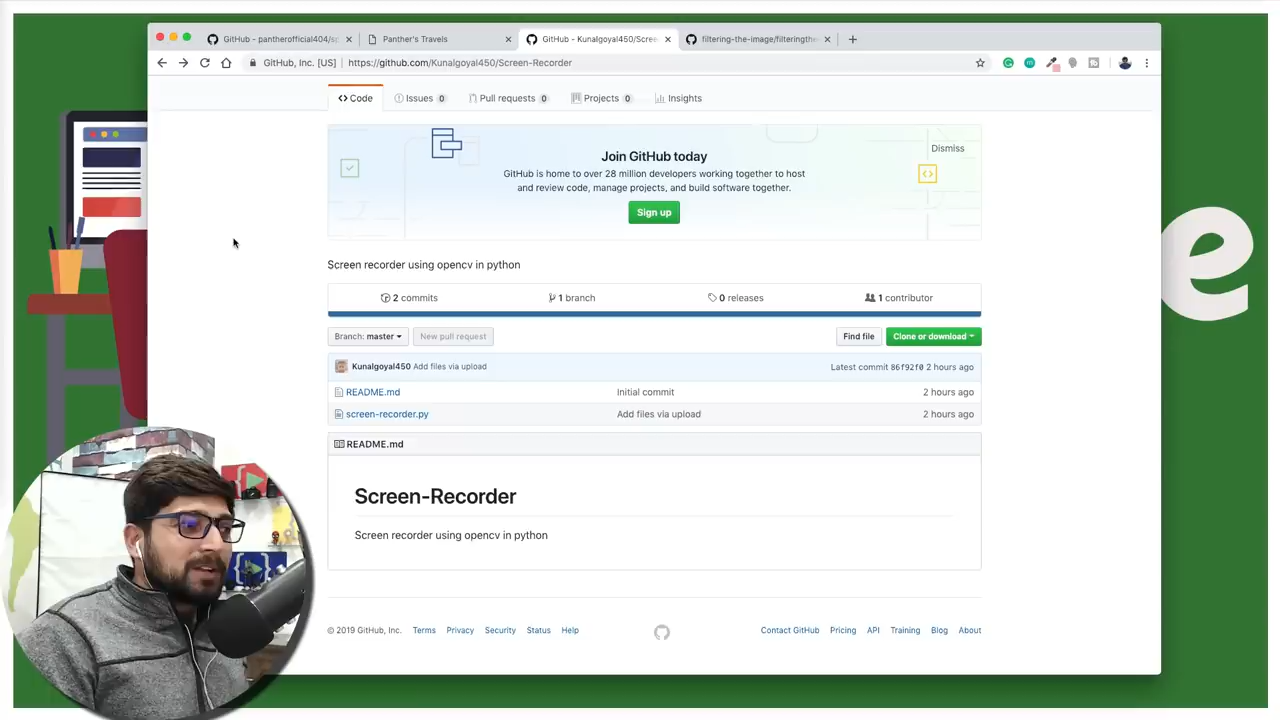 GitHub - pantherofficial404/sp
Panther's Travels
GitHub - Kunalgoyal450/Scree
filtering-the-image/filteringthe
GitHub, Inc. [US]
https://github.com/Kunalgoyal450/Screen-Recorder
Code
Issues 0
Pull requests 0
Projects 0
Insights
Join GitHub today
Dismiss
GitHub is home to over 28 million developers working together to host
and review code, manage projects, and build software together.
Sign up
Screen recorder using opencv in python
2 commits
1 branch
0 releases
1 contributor
Branch: master
New pull request
Find file
Clone or download
Kunalgoyal450 Add files via upload
Latest commit 86f92f0 2 hours ago
README.md
Initial commit
2 hours ago
screen-recorder.py
Add files via upload
2 hours ago
README.md
Screen-Recorder
Screen recorder using opencv in python
© 2019 GitHub, Inc.
Terms
Privacy
Security
Status
Help
Contact GitHub
Pricing
API
Training
Blog
About
e